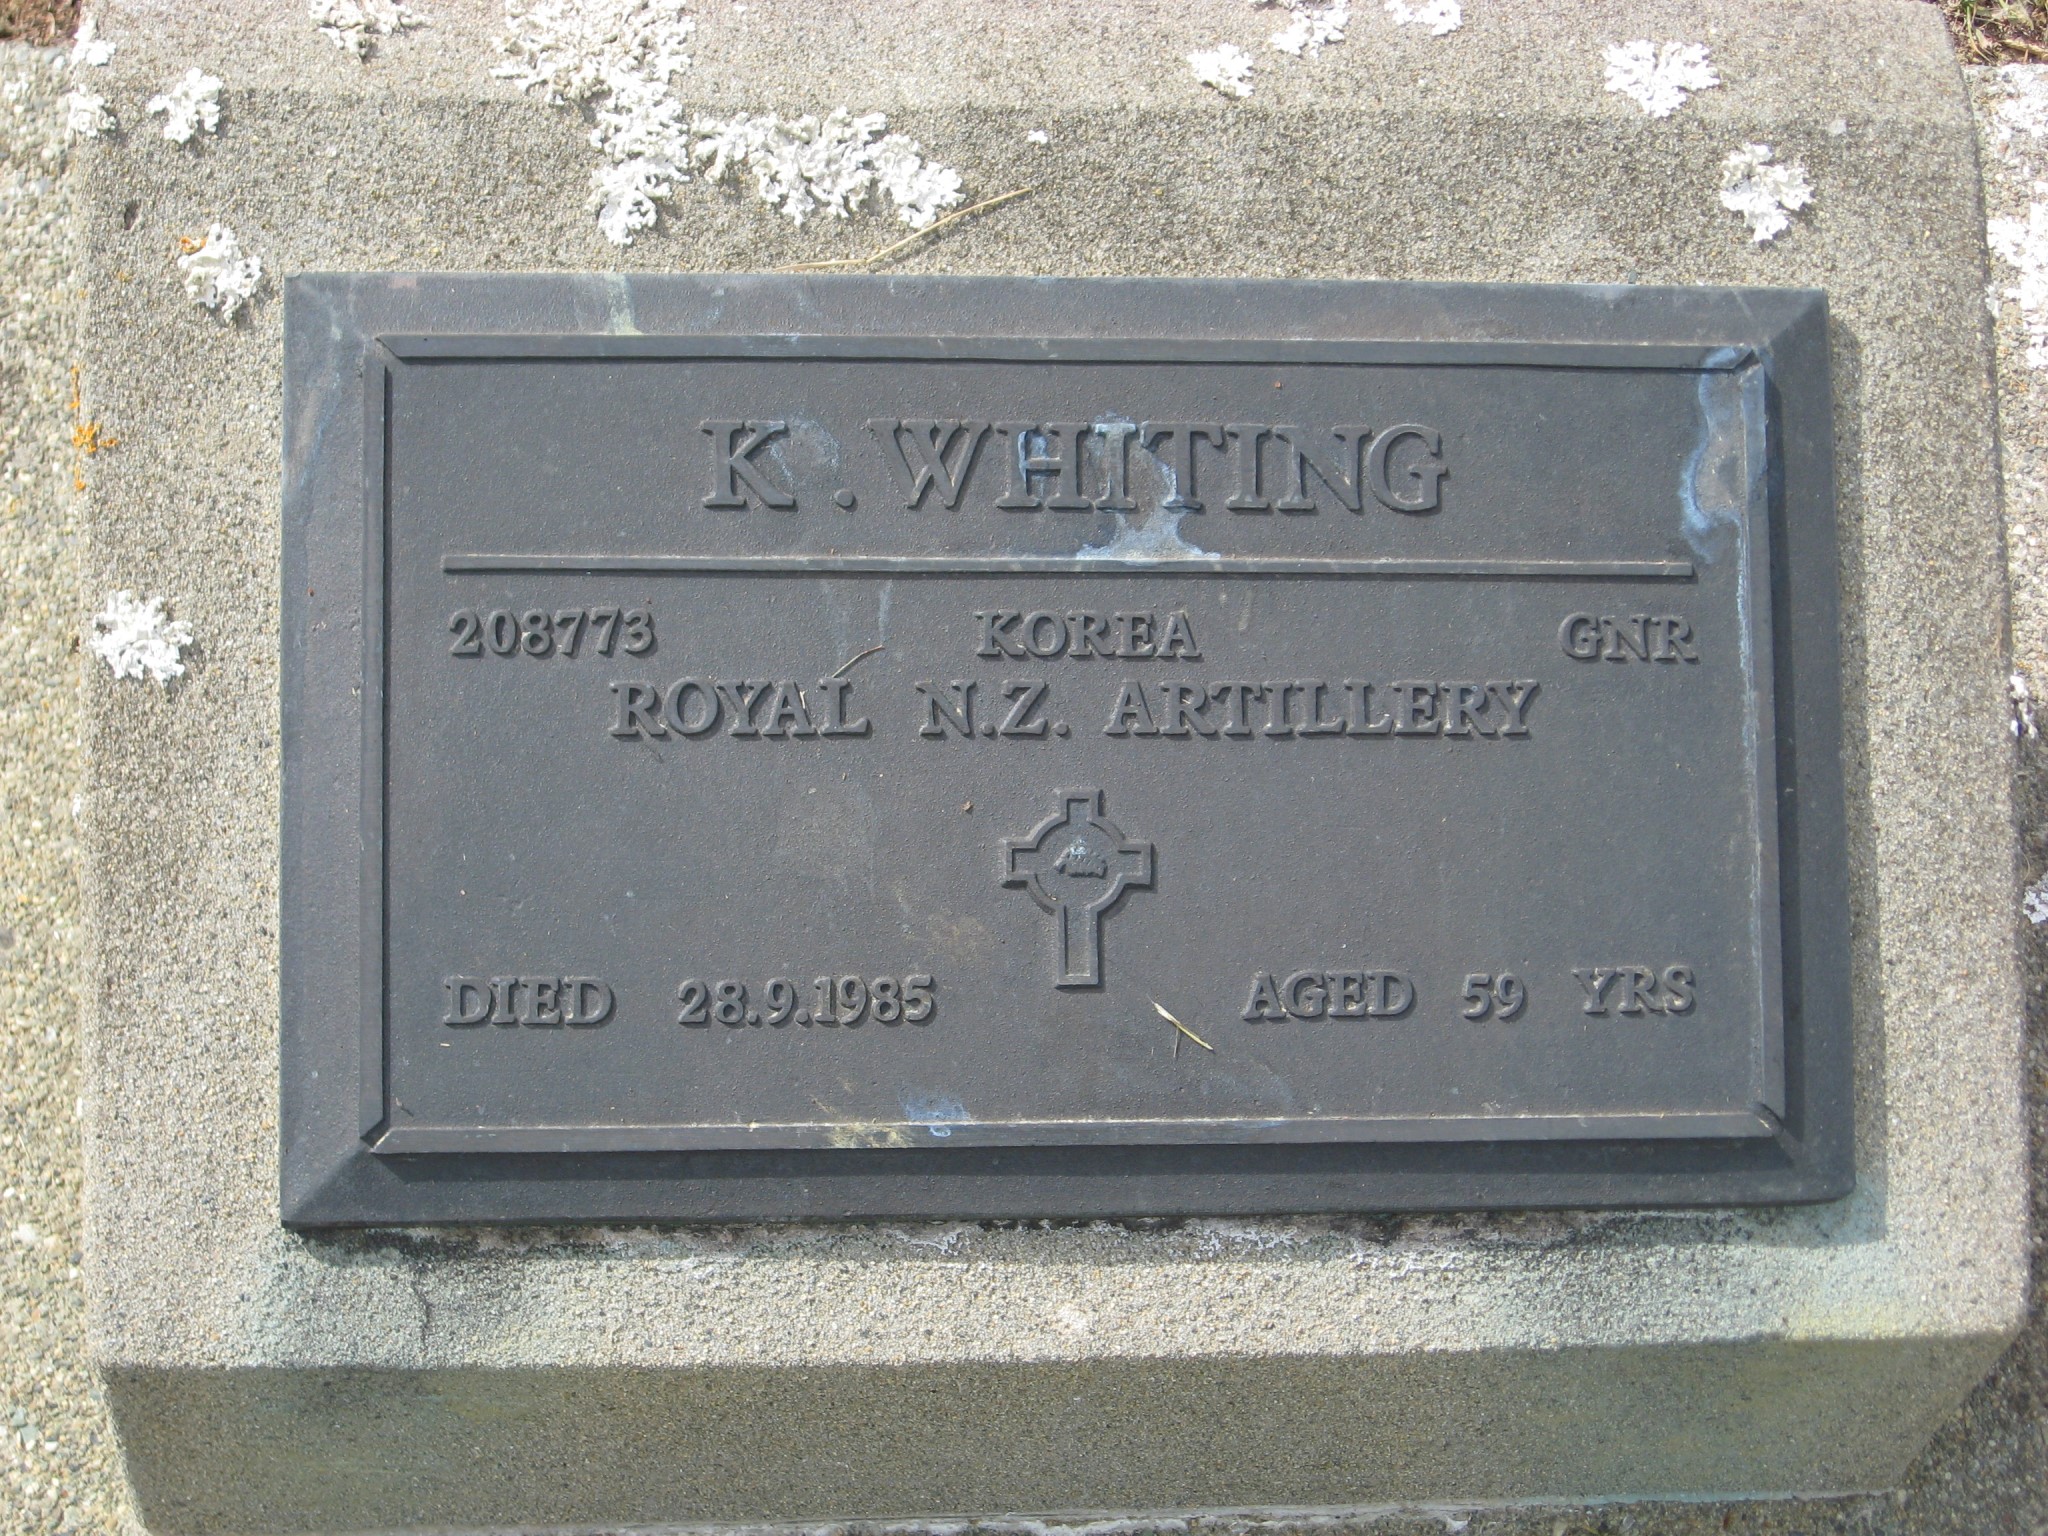 K. WHITING
208773 KOREA GNR
ROYAL N.Z. ARTILLERY
DIED 28.9.1985 AGED 59 YRS